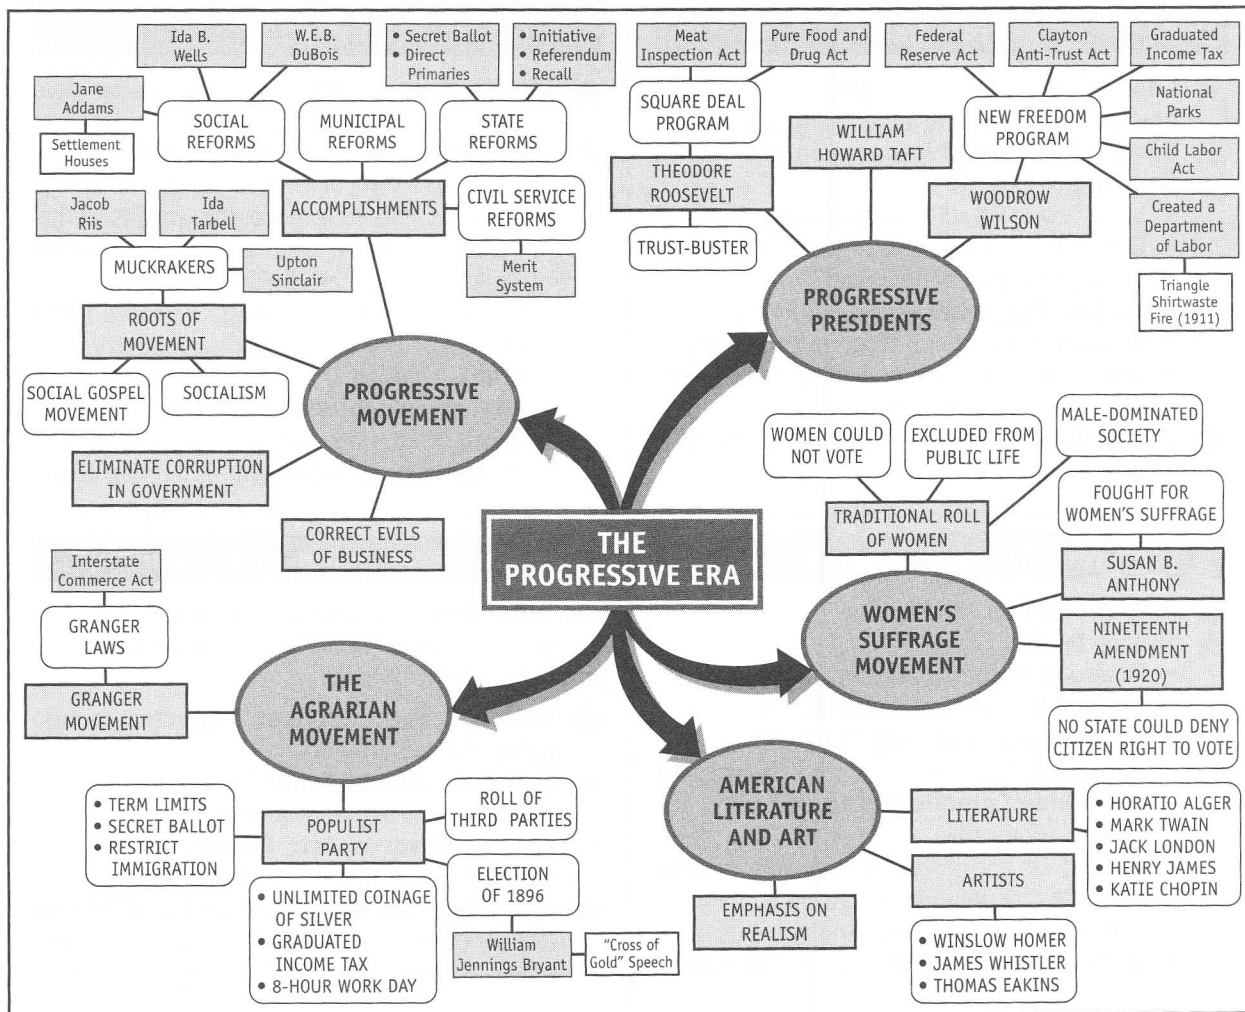 Ida B.
Wells
W.E.B.
DuBois
• Secret Ballot
• Direct
Primaries
• Initiative
• Referendum
• Recall
Jane
Addams
Settlement
Houses
SOCIAL
REFORMS
MUNICIPAL
REFORMS
STATE
REFORMS
Jacob
Riis
Ida
Tarbell
ACCOMPLISHMENTS
CIVIL SERVICE
REFORMS
MUCKRAKERS
Upton
Sinclair
Merit
System
ROOTS OF
MOVEMENT
SOCIAL GOSPEL
MOVEMENT
SOCIALISM
PROGRESSIVE
MOVEMENT
ELIMINATE CORRUPTION
IN GOVERNMENT
CORRECT EVILS
OF BUSINESS
Meat
Inspection Act
Pure Food and
Drug Act
Federal
Reserve Act
Clayton
Anti-Trust Act
Graduated
Income Tax
SQUARE DEAL
PROGRAM
WILLIAM
HOWARD TAFT
NEW FREEDOM
PROGRAM
National
Parks
Child Labor
Act
THEODORE
ROOSEVELT
WOODROW
WILSON
Created a
Department
of Labor
TRUST-BUSTER
Triangle
Shirtwaste
Fire (1911)
PROGRESSIVE
PRESIDENTS
THE
PROGRESSIVE ERA
WOMEN COULD
NOT VOTE
EXCLUDED FROM
PUBLIC LIFE
MALE-DOMINATED
SOCIETY
FOUGHT FOR
WOMEN'S SUFFRAGE
TRADITIONAL ROLL
OF WOMEN
SUSAN B.
ANTHONY
WOMEN'S
SUFFRAGE
MOVEMENT
NINETEENTH
AMENDMENT
(1920)
NO STATE COULD DENY
CITIZEN RIGHT TO VOTE
Interstate
Commerce Act
GRANGER
LAWS
GRANGER
MOVEMENT
THE
AGRARIAN
MOVEMENT
• TERM LIMITS
• SECRET BALLOT
• RESTRICT
IMMIGRATION
POPULIST
PARTY
ROLL OF
THIRD PARTIES
• UNLIMITED COINAGE
OF SILVER
• GRADUATED
INCOME TAX
• 8-HOUR WORK DAY
ELECTION
OF 1896
William
Jennings Bryant
"Cross of
Gold" Speech
AMERICAN
LITERATURE
AND ART
LITERATURE
• HORATIO ALGER
• MARK TWAIN
• JACK LONDON
• HENRY JAMES
• KATIE CHOPIN
ARTISTS
EMPHASIS ON
REALISM
• WINSLOW HOMER
• JAMES WHISTLER
• THOMAS EAKINS